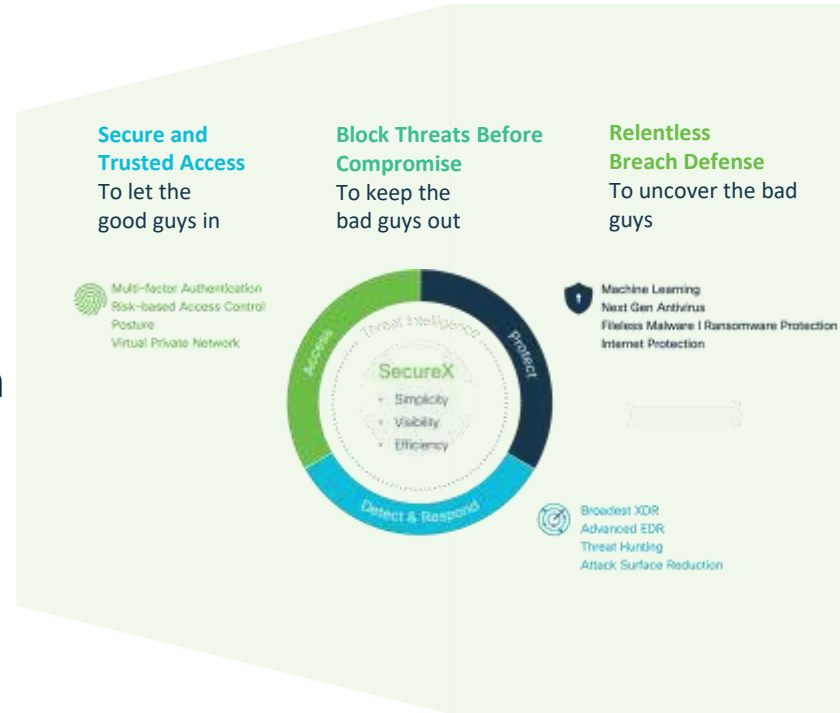 Secure and
Trusted Access
To let the
good guys in
Block Threats Before
Compromise
To keep the
bad guys out
Relentless
Breach Defense
To uncover the bad
guys
Multi-factor Authentication
Risk-based Access Control
Posture
Virtual Private Network
Access
Protect
Detect & Respond
Threat Intelligence
SecureX
• Simplicity
• Visibility
• Efficiency
Machine Learning
Next Gen Antivirus
Fileless Malware I Ransomware Protection
Internet Protection
Broadest XDR
Advanced EDR
Threat Hunting
Attack Surface Reduction